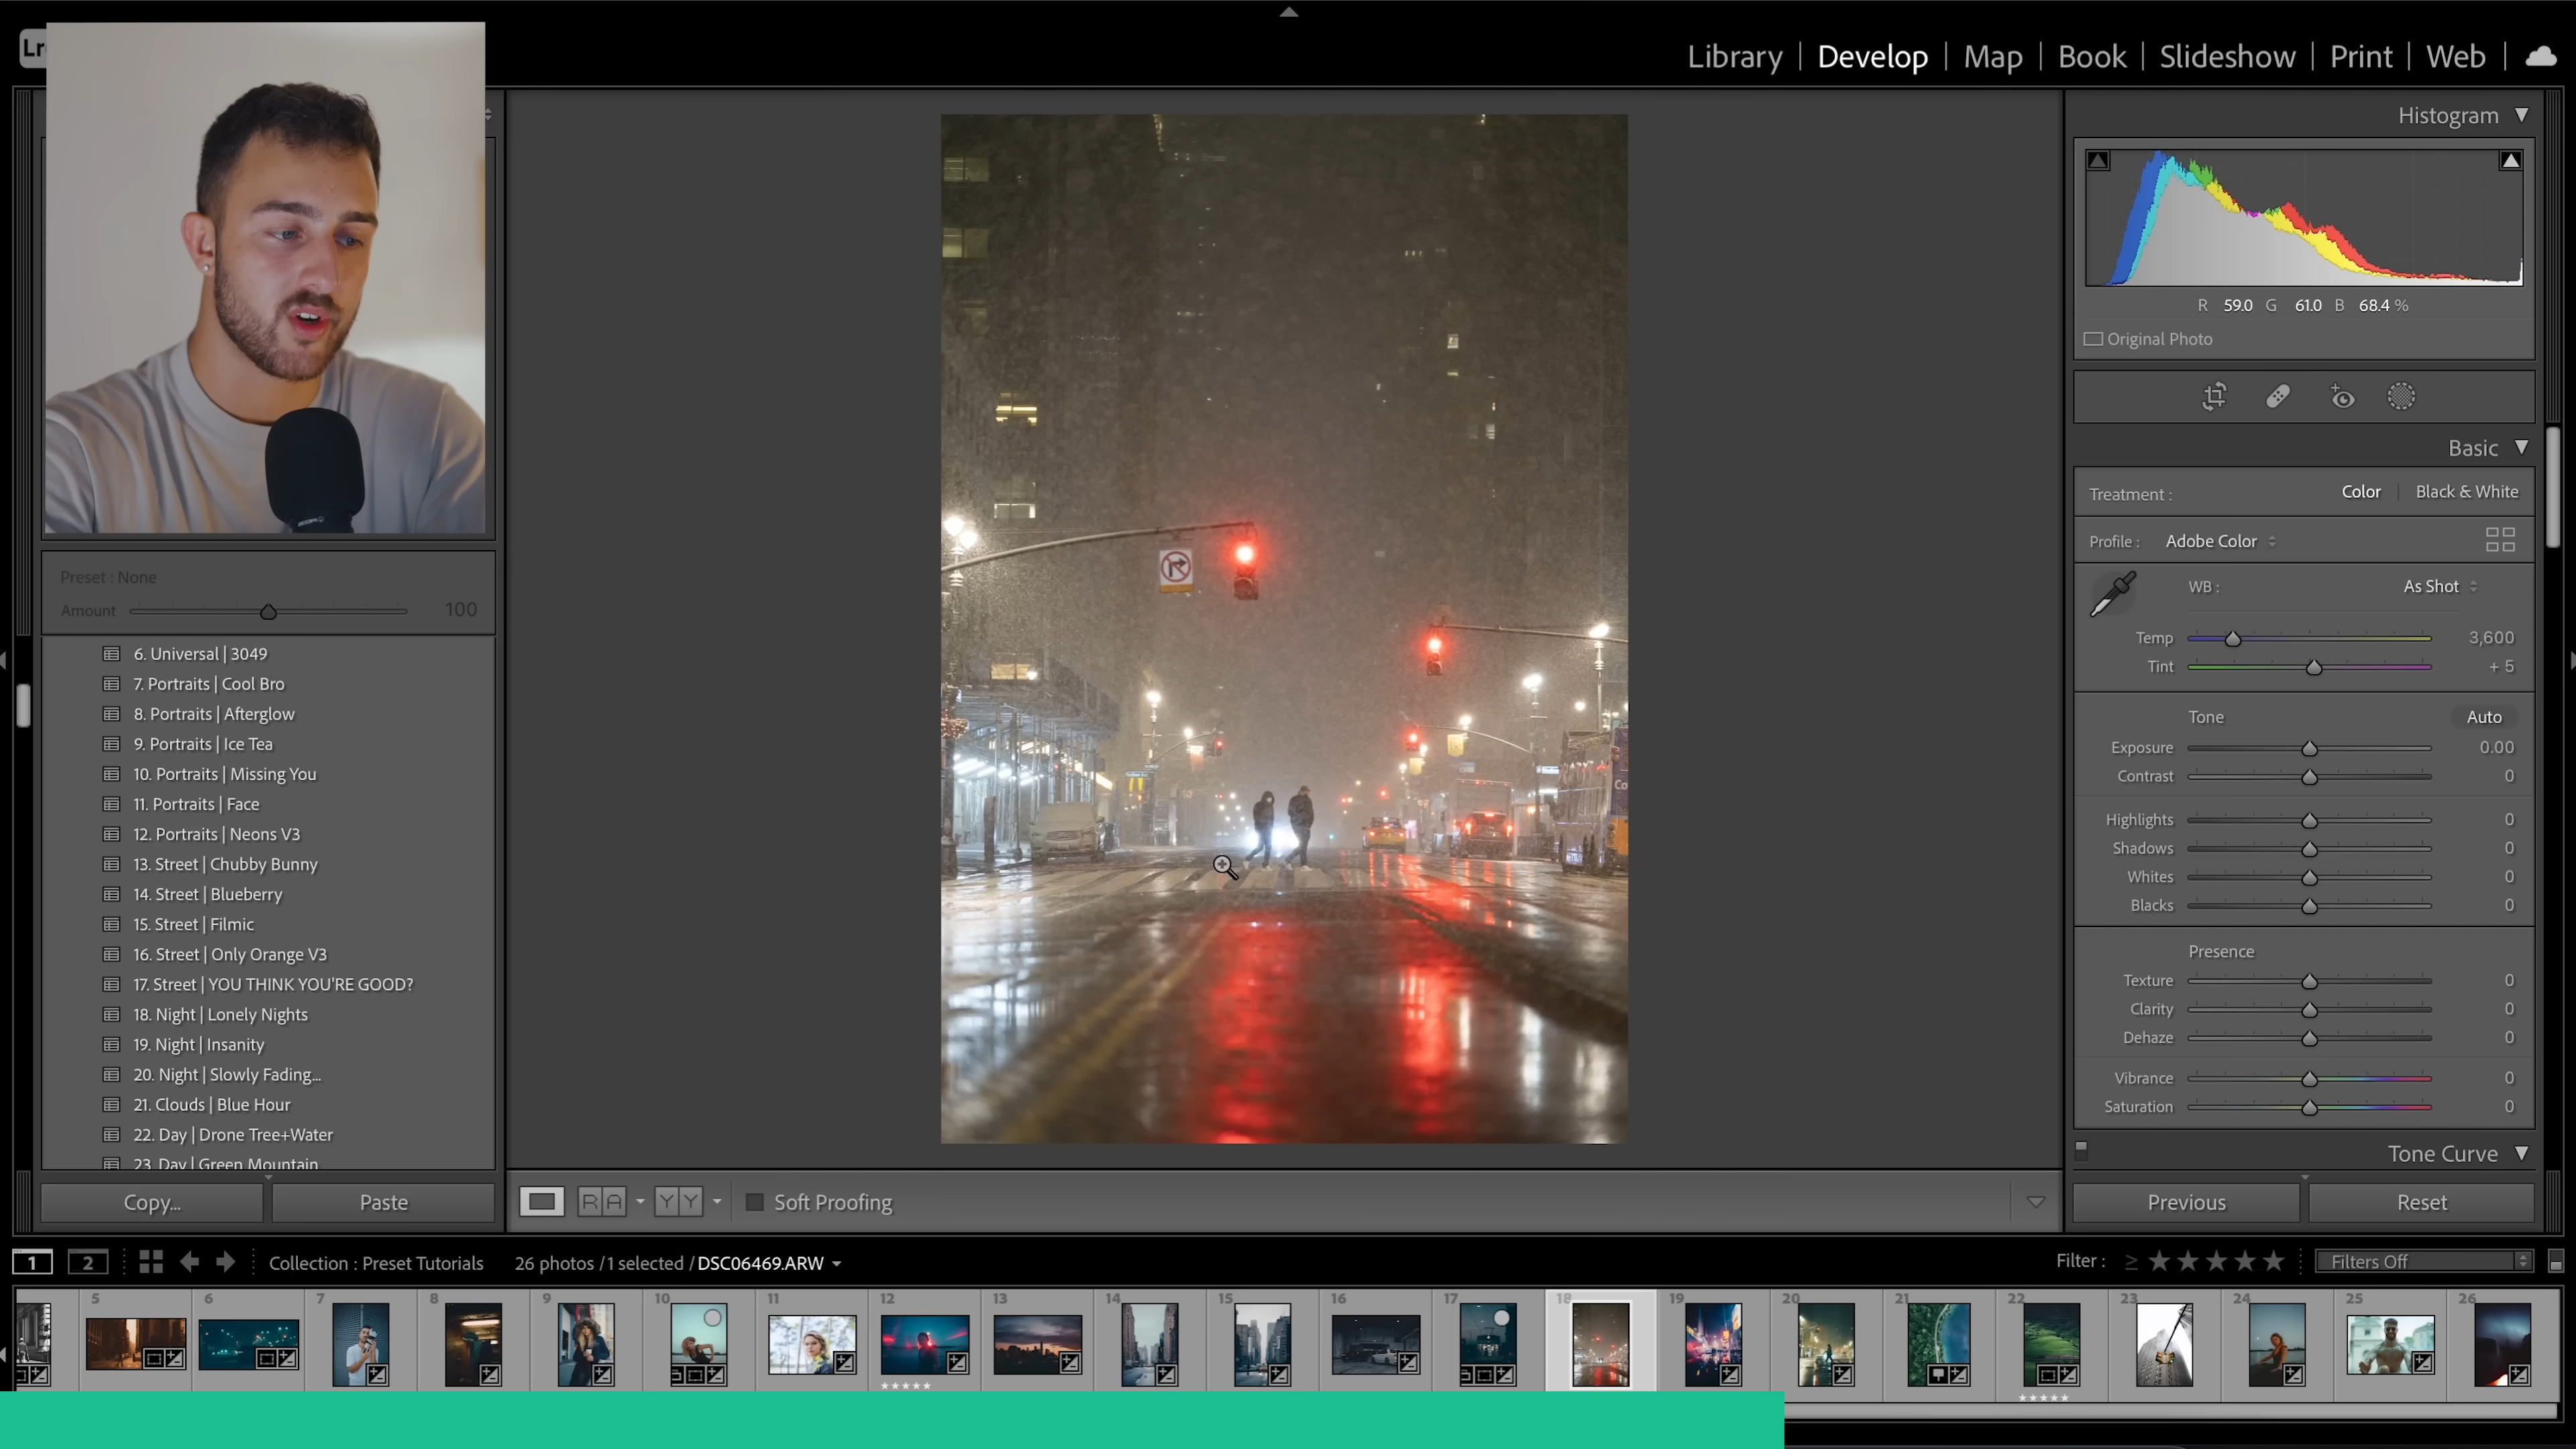 Lr
Library | Develop | Map | Book | Slideshow | Print | Web
Histogram
R 59.0 G 61.0 B 68.4 %
Original Photo
Basic
Treatment : Color Black & White
Profile : Adobe Color
WB : As Shot
Temp 3,600
Tint + 5
Tone Auto
Exposure 0.00
Contrast 0
Highlights 0
Shadows 0
Whites 0
Blacks 0
Presence
Texture 0
Clarity 0
Dehaze 0
Vibrance 0
Saturation 0
Tone Curve
Previous Reset
Preset : None
Amount 100
6. Universal | 3049
7. Portraits | Cool Bro
8. Portraits | Afterglow
9. Portraits | Ice Tea
10. Portraits | Missing You
11. Portraits | Face
12. Portraits | Neons V3
13. Street | Chubby Bunny
14. Street | Blueberry
15. Street | Filmic
16. Street | Only Orange V3
17. Street | YOU THINK YOU'RE GOOD?
18. Night | Lonely Nights
19. Night | Insanity
20. Night | Slowly Fading...
21. Clouds | Blue Hour
22. Day | Drone Tree+Water
23. Day | Green Mountain
Copy... Paste
R A Y Y Soft Proofing
1 2 Collection : Preset Tutorials 26 photos / 1 selected / DSC06469.ARW Filter : ≥ ★★★★★ Filters Off
5 6 7 8 9 10 11 12 13 14 15 16 17 18 19 20 21 22 23 24 25 26